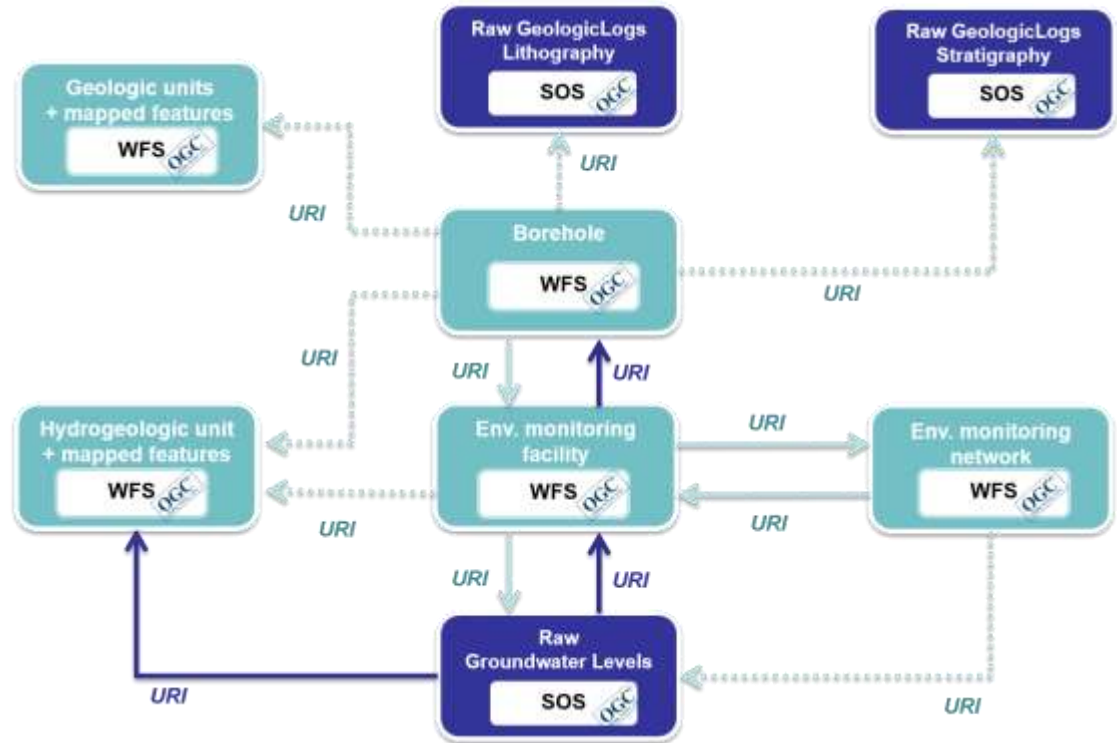 Raw GeologicLogs
Lithography
SOS
OGC
Raw GeologicLogs
Stratigraphy
SOS
OGC
Geologic units
+ mapped features
WFS
OGC
URI
URI
Borehole
WFS
OGC
URI
URI
URI
URI
Hydrogeologic unit
+ mapped features
WFS
OGC
Env. monitoring
facility
WFS
OGC
URI
Env. monitoring
network
WFS
OGC
URI
URI
URI
URI
Raw
Groundwater Levels
SOS
OGC
URI
URI